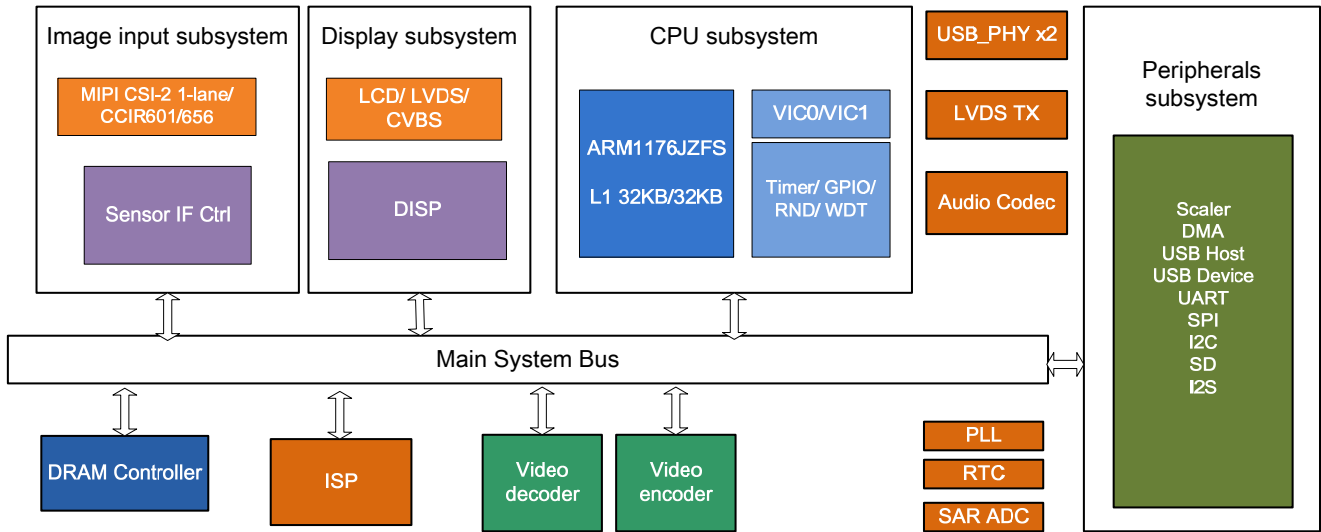 Image input subsystem
MIPI CSI-2 1-lane/
CCIR601/656
Sensor IF Ctrl
Display subsystem
LCD/ LVDS/
CVBS
DISP
CPU subsystem
ARM1176JZFS
L1 32KB/32KB
VIC0/VIC1
Timer/ GPIO/
RND/ WDT
USB_PHY x2
LVDS TX
Audio Codec
Peripherals
subsystem
Scaler
DMA
USB Host
USB Device
UART
SPI
I2C
SD
I2S
Main System Bus
DRAM Controller
ISP
Video
decoder
Video
encoder
PLL
RTC
SAR ADC